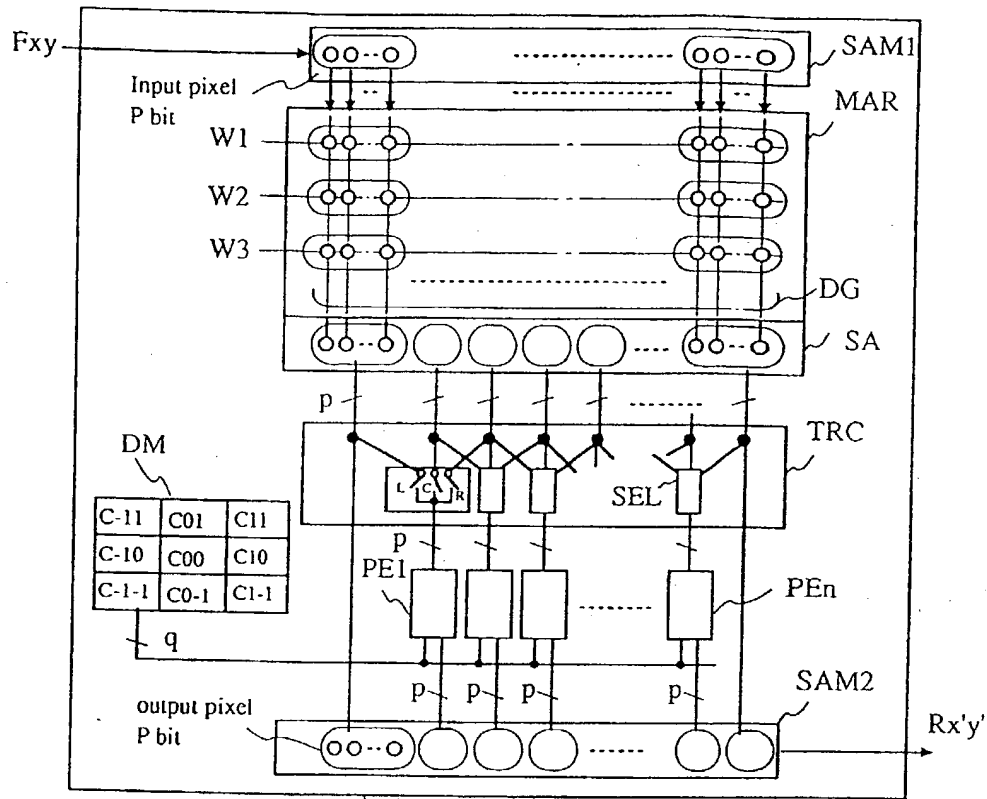 Fxy
SAM1
Input pixel
P bit
MAR
W1
W2
W3
DG
SA
p
TRC
DM
L C R
SEL
C-11 C01 C11
C-10 C00 C10
C-1-1 C0-1 C1-1
p
PE1
PEn
q
p p p p
SAM2
output pixel
P bit
Rx'y'